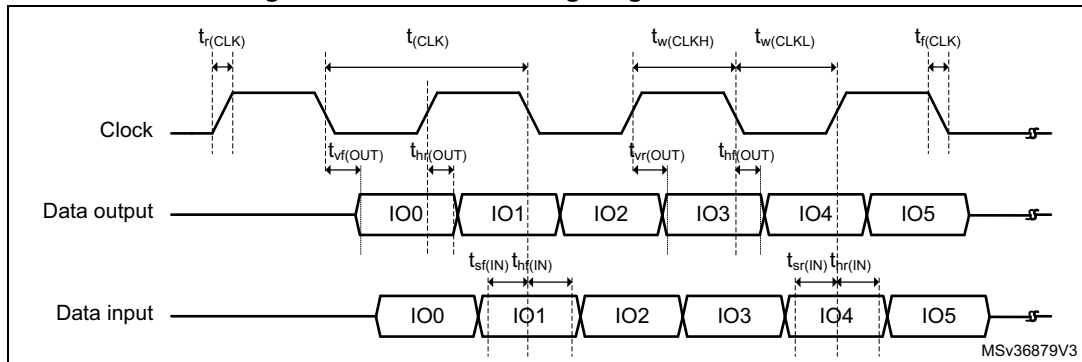 tr(CLK) t(CLK) tw(CLKH) tw(CLKL) tf(CLK)
Clock
tvf(OUT) thr(OUT) tvr(OUT) thf(OUT)
Data output IO0 IO1 IO2 IO3 IO4 IO5
tsf(IN) thf(IN) tsr(IN) thr(IN)
Data input IO0 IO1 IO2 IO3 IO4 IO5
MSv36879V3